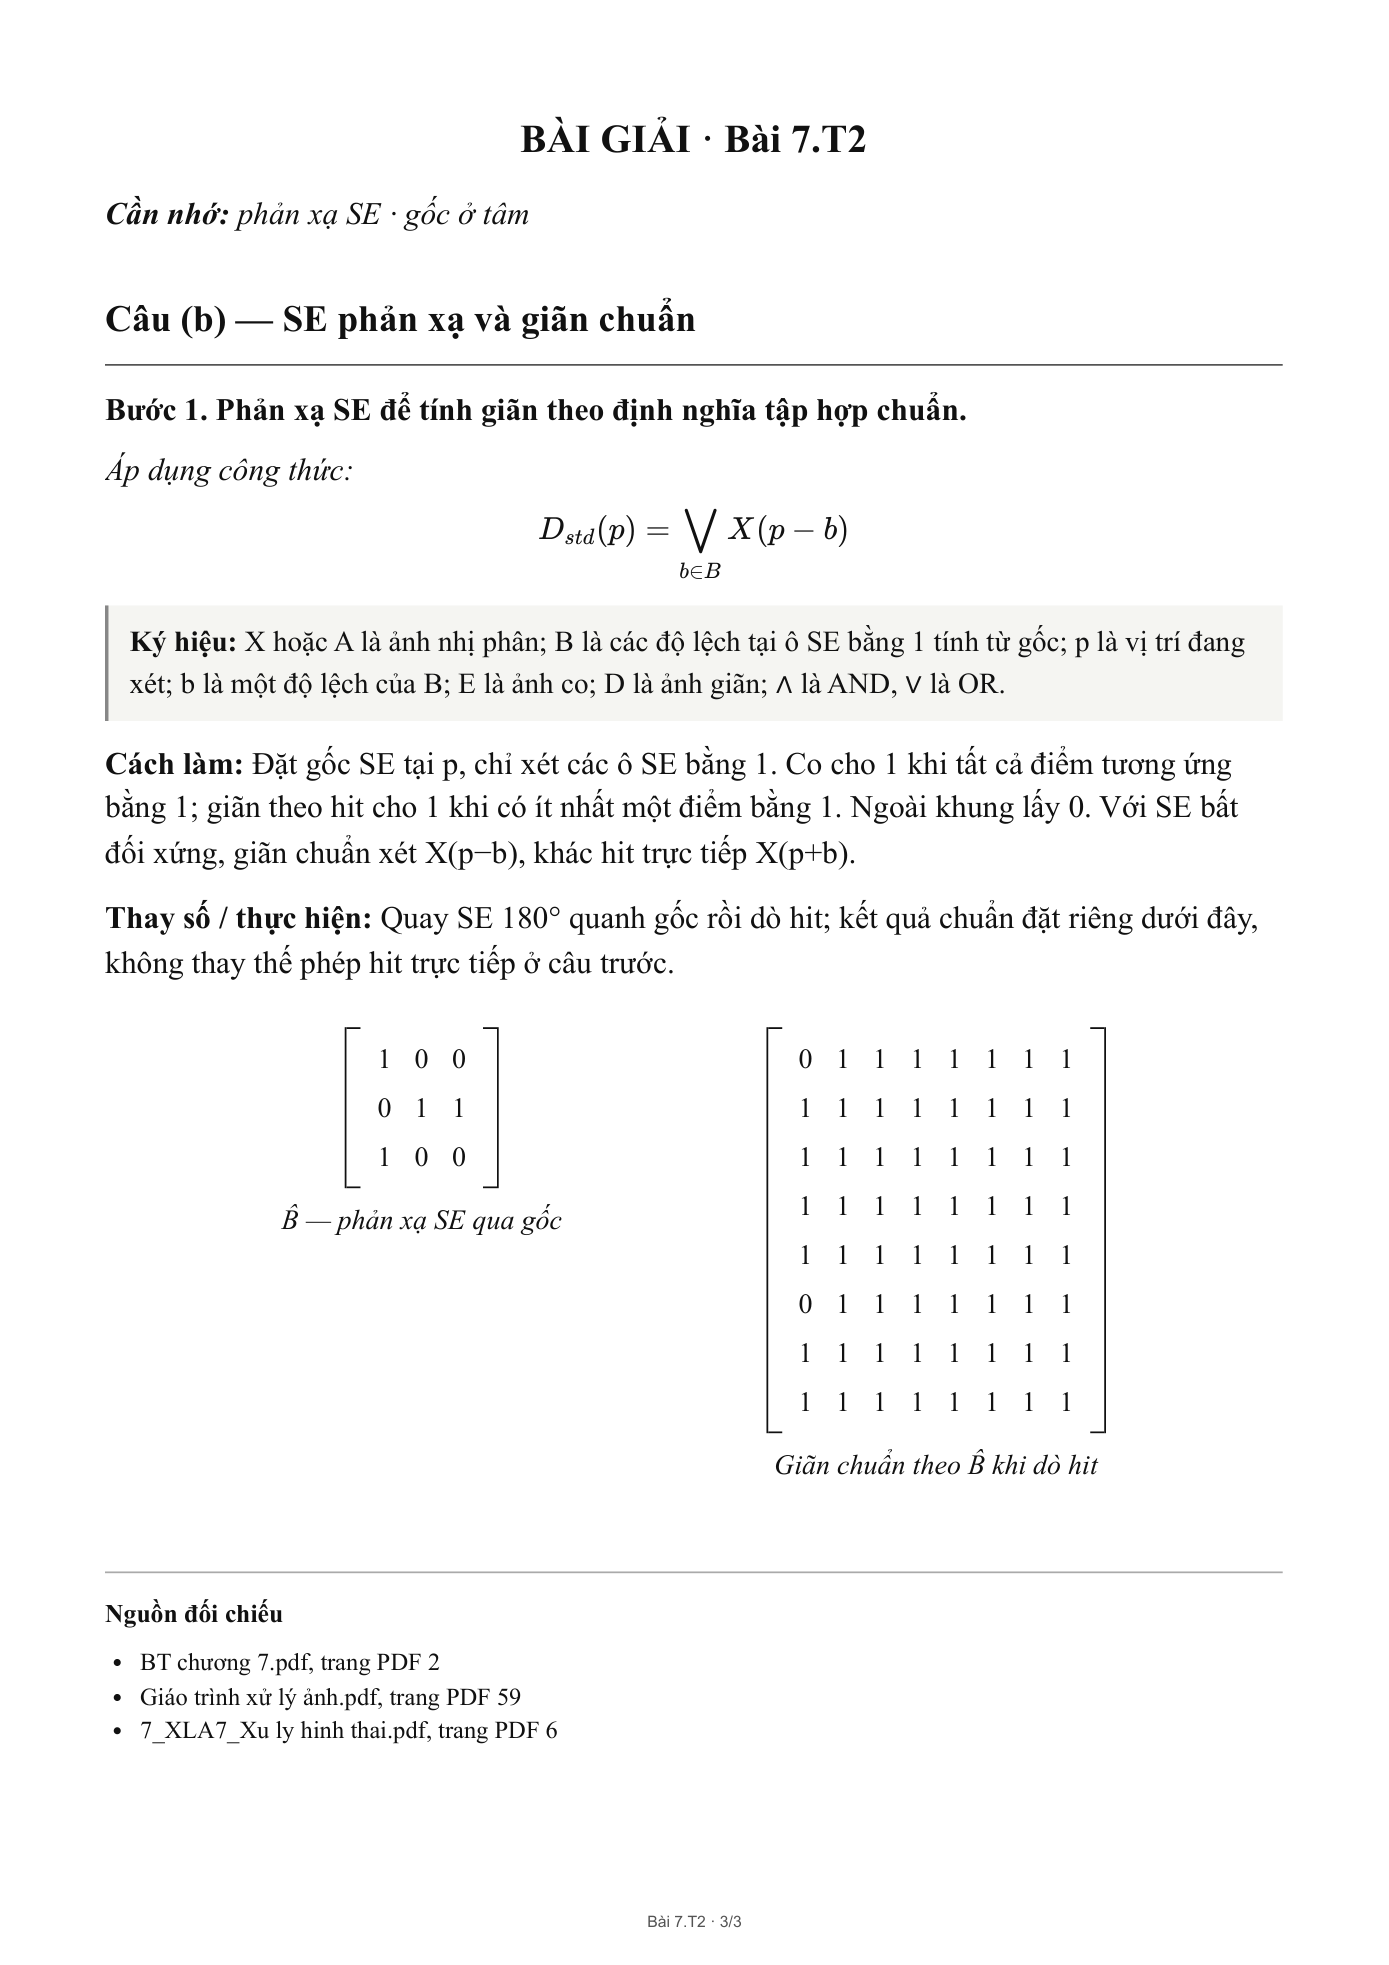 BÀI GIẢI · Bài 7.T2
Cần nhớ: phản xạ SE · gốc ở tâm
Câu (b) — SE phản xạ và giãn chuẩn
Bước 1. Phản xạ SE để tính giãn theo định nghĩa tập hợp chuẩn.
Áp dụng công thức:
D_{std}(p) = ⋁_{b∈B} X(p − b)
Ký hiệu: X hoặc A là ảnh nhị phân; B là các độ lệch tại ô SE bằng 1 tính từ gốc; p là vị trí đang
xét; b là một độ lệch của B; E là ảnh co; D là ảnh giãn; ∧ là AND, ∨ là OR.
Cách làm: Đặt gốc SE tại p, chỉ xét các ô SE bằng 1. Co cho 1 khi tất cả điểm tương ứng
bằng 1; giãn theo hit cho 1 khi có ít nhất một điểm bằng 1. Ngoài khung lấy 0. Với SE bất
đối xứng, giãn chuẩn xét X(p−b), khác hit trực tiếp X(p+b).
Thay số / thực hiện: Quay SE 180° quanh gốc rồi dò hit; kết quả chuẩn đặt riêng dưới đây,
không thay thế phép hit trực tiếp ở câu trước.
1 0 0
0 1 1
1 0 0
B̂ — phản xạ SE qua gốc
0 1 1 1 1 1 1 1
1 1 1 1 1 1 1 1
1 1 1 1 1 1 1 1
1 1 1 1 1 1 1 1
1 1 1 1 1 1 1 1
0 1 1 1 1 1 1 1
1 1 1 1 1 1 1 1
1 1 1 1 1 1 1 1
Giãn chuẩn theo B̂ khi dò hit
Nguồn đối chiếu
• BT chương 7.pdf, trang PDF 2
• Giáo trình xử lý ảnh.pdf, trang PDF 59
• 7_XLA7_Xu ly hinh thai.pdf, trang PDF 6
Bài 7.T2 · 3/3